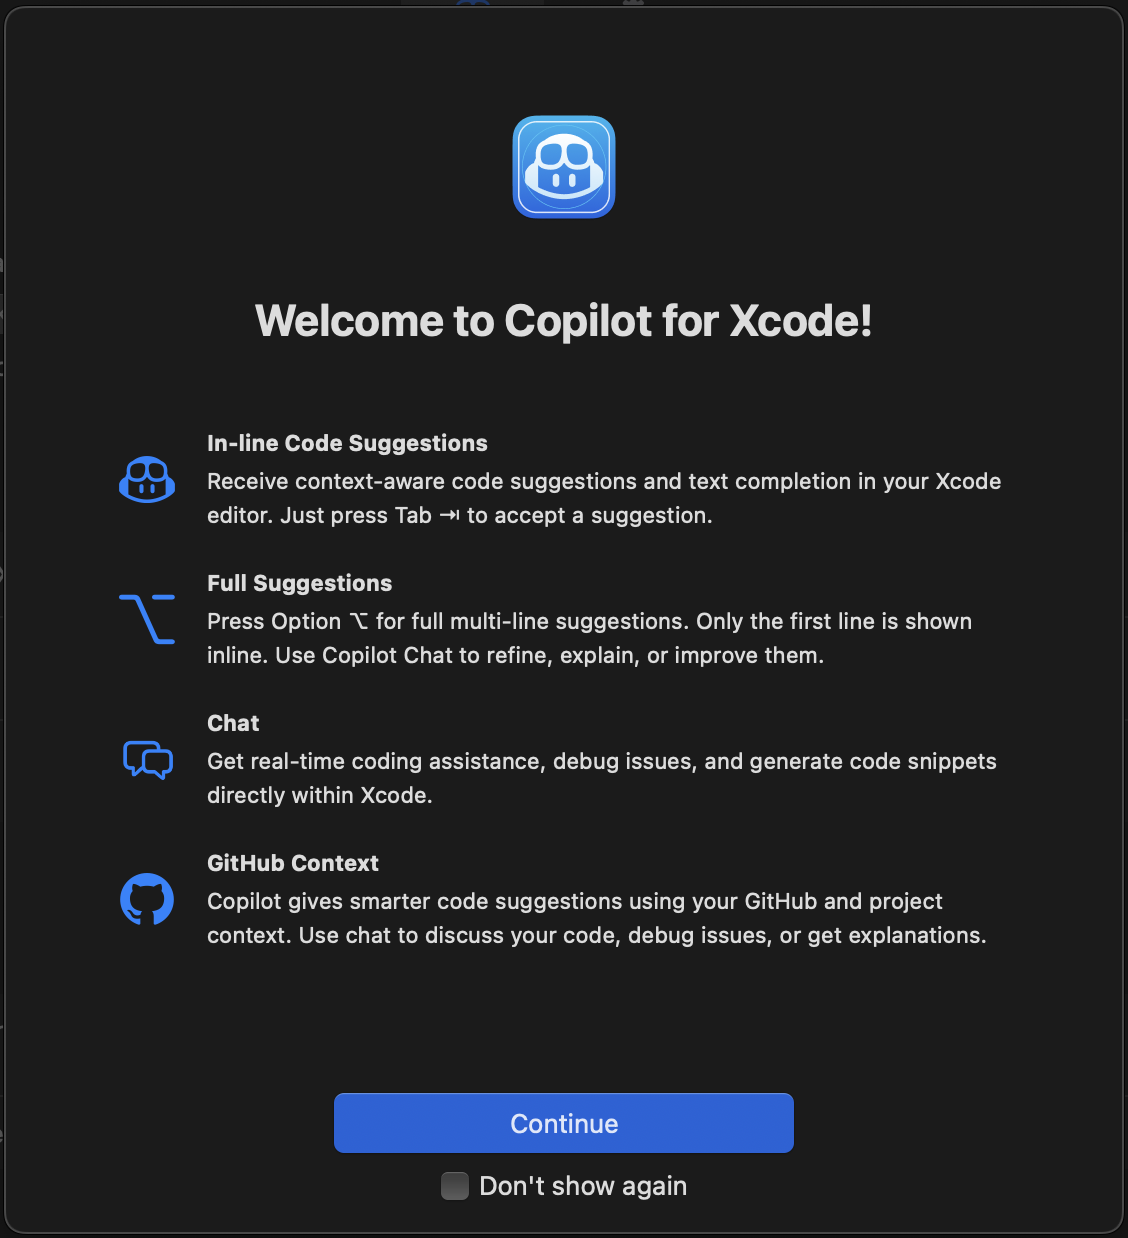 Welcome to Copilot for Xcode!
In-line Code Suggestions
Receive context-aware code suggestions and text completion in your Xcode
editor. Just press Tab ⇥ to accept a suggestion.
Full Suggestions
Press Option ⌥ for full multi-line suggestions. Only the first line is shown
inline. Use Copilot Chat to refine, explain, or improve them.
Chat
Get real-time coding assistance, debug issues, and generate code snippets
directly within Xcode.
GitHub Context
Copilot gives smarter code suggestions using your GitHub and project
context. Use chat to discuss your code, debug issues, or get explanations.
Continue
Don't show again